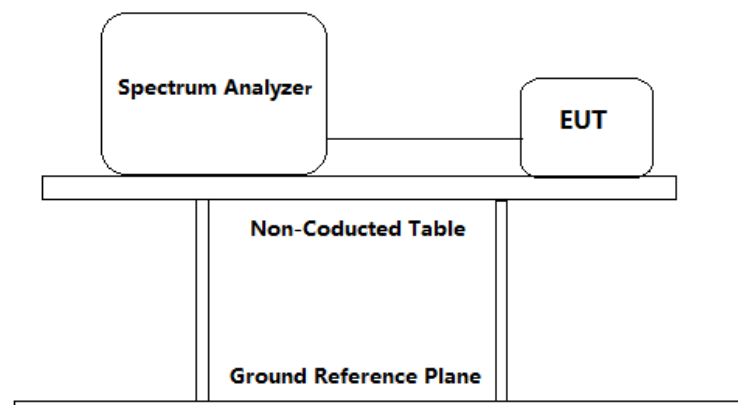 Spectrum Analyzer
EUT
Non-Coducted Table
Ground Reference Plane